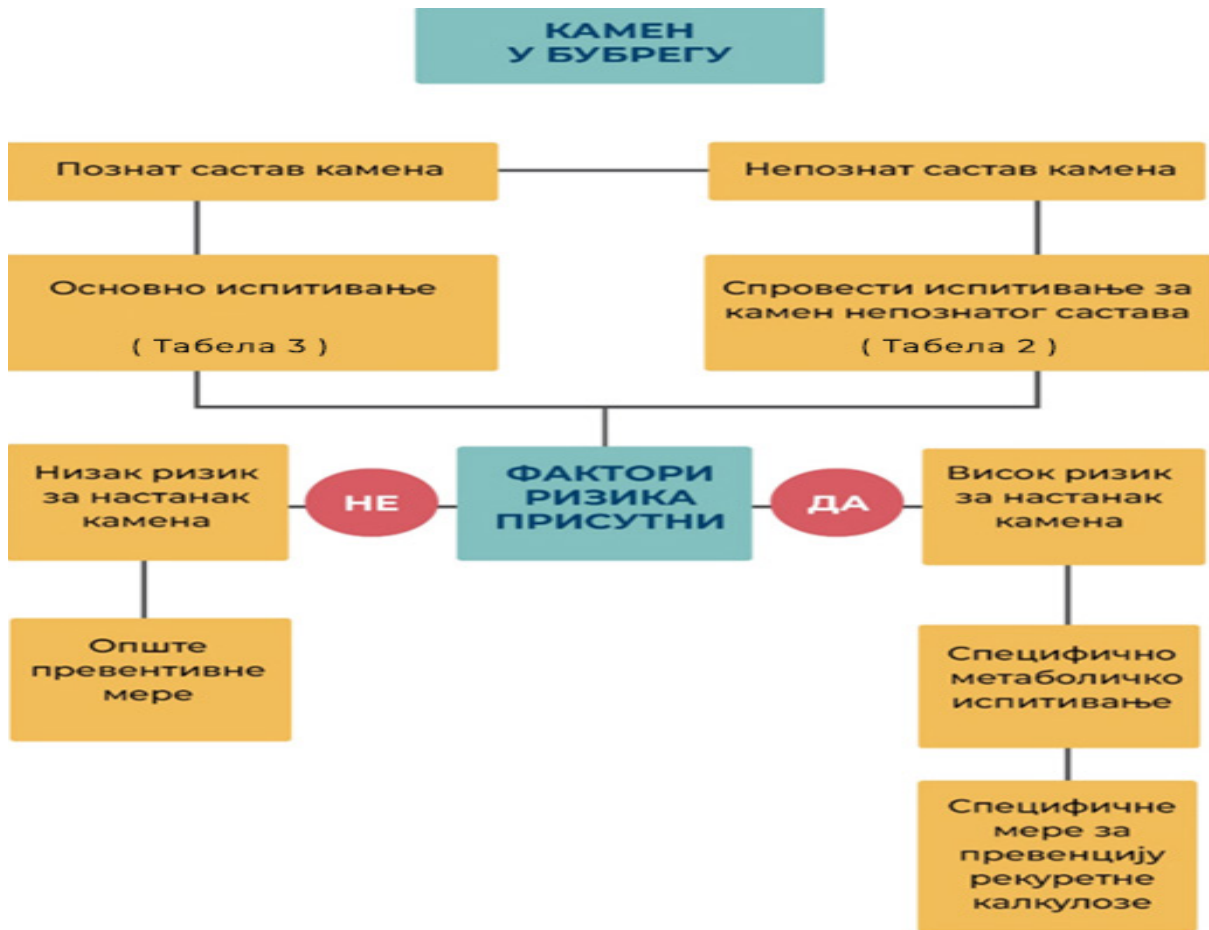 КАМЕН
У БУБРЕГУ
Познат састав камена
Непознат састав камена
Основно испитивање
( Табела 3 )
Спровести испитивање за
камен непознатог састава
( Табела 2 )
Низак ризик
за настанак
камена
НЕ
ФАКТОРИ
РИЗИКА
ПРИСУТНИ
ДА
Висок ризик
за настанак
камена
Опште
превентивне
мере
Специфично
метаболичко
испитивање
Специфичне
мере за
превенцију
рекуретне
калкулозе